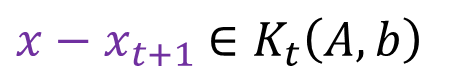 x − x_{t+1} ∈ K_t(A, b)